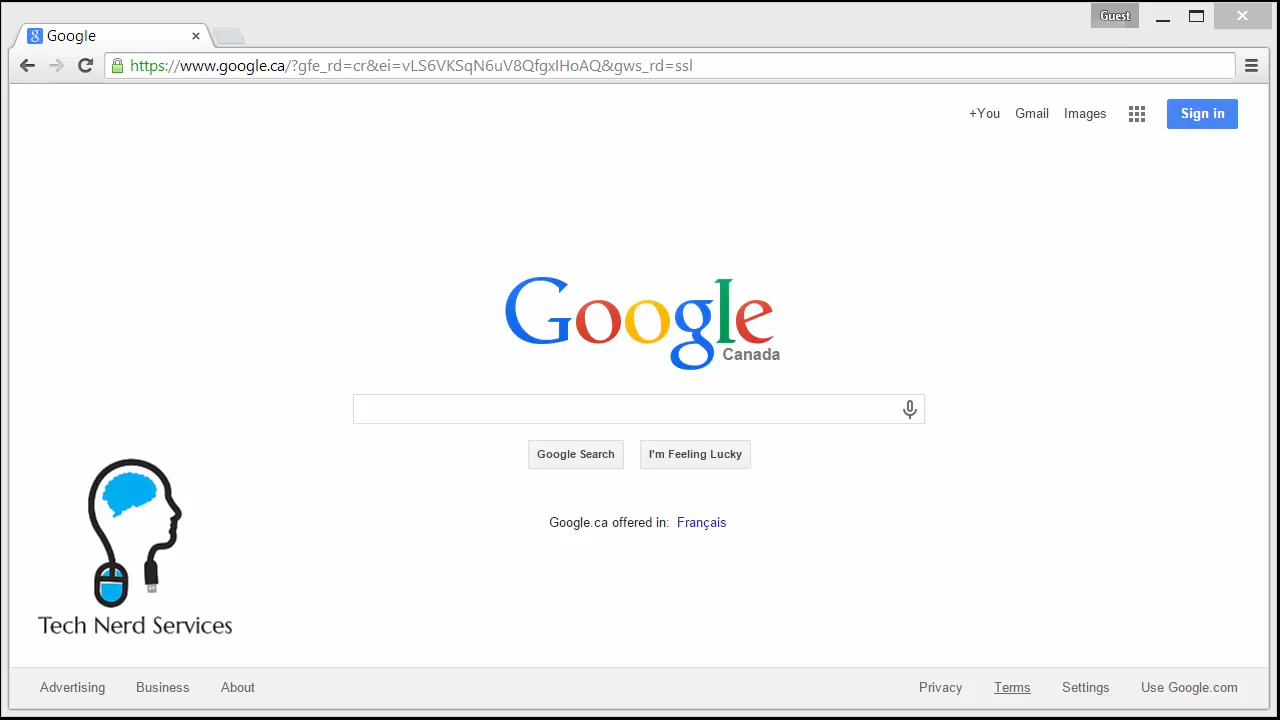 Guest
Google
https://www.google.ca/?gfe_rd=cr&ei=vLS6VKSqN6uV8QfgxIHoAQ&gws_rd=ssl
+You Gmail Images Sign in
Google
Canada
Google Search I'm Feeling Lucky
Google.ca offered in: Français
Tech Nerd Services
Advertising Business About Privacy Terms Settings Use Google.com